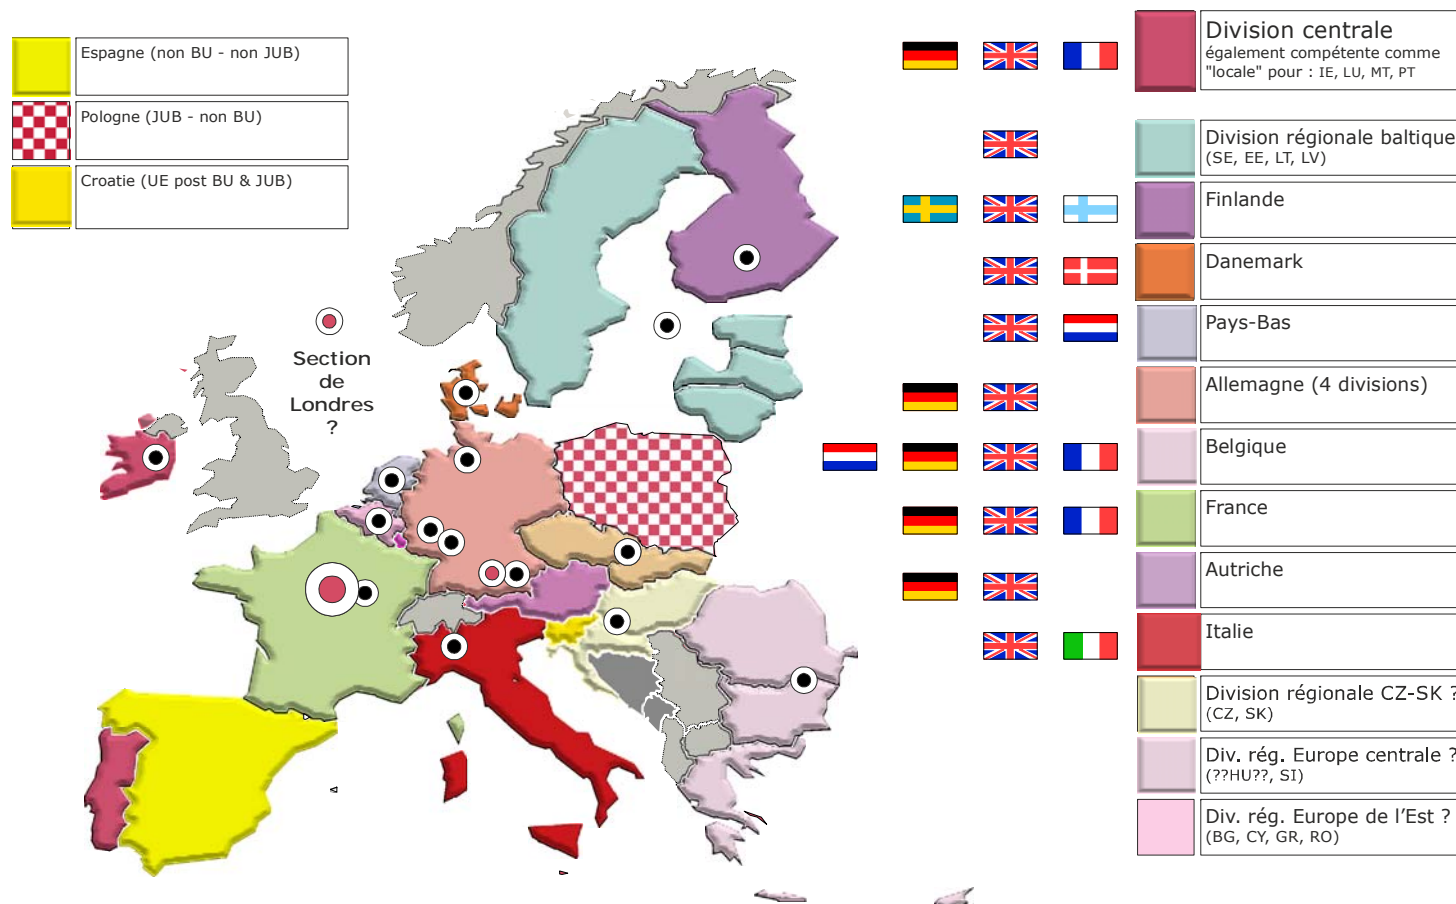 Espagne (non BU - non JUB)
Pologne (JUB - non BU)
Croatie (UE post BU & JUB)
Section
de
Londres
?
Division centrale
également compétente comme
"locale" pour : IE, LU, MT, PT
Division régionale baltique
(SE, EE, LT, LV)
Finlande
Danemark
Pays-Bas
Allemagne (4 divisions)
Belgique
France
Autriche
Italie
Division régionale CZ-SK ?
(CZ, SK)
Div. rég. Europe centrale ?
(??HU??, SI)
Div. rég. Europe de l'Est ?
(BG, CY, GR, RO)